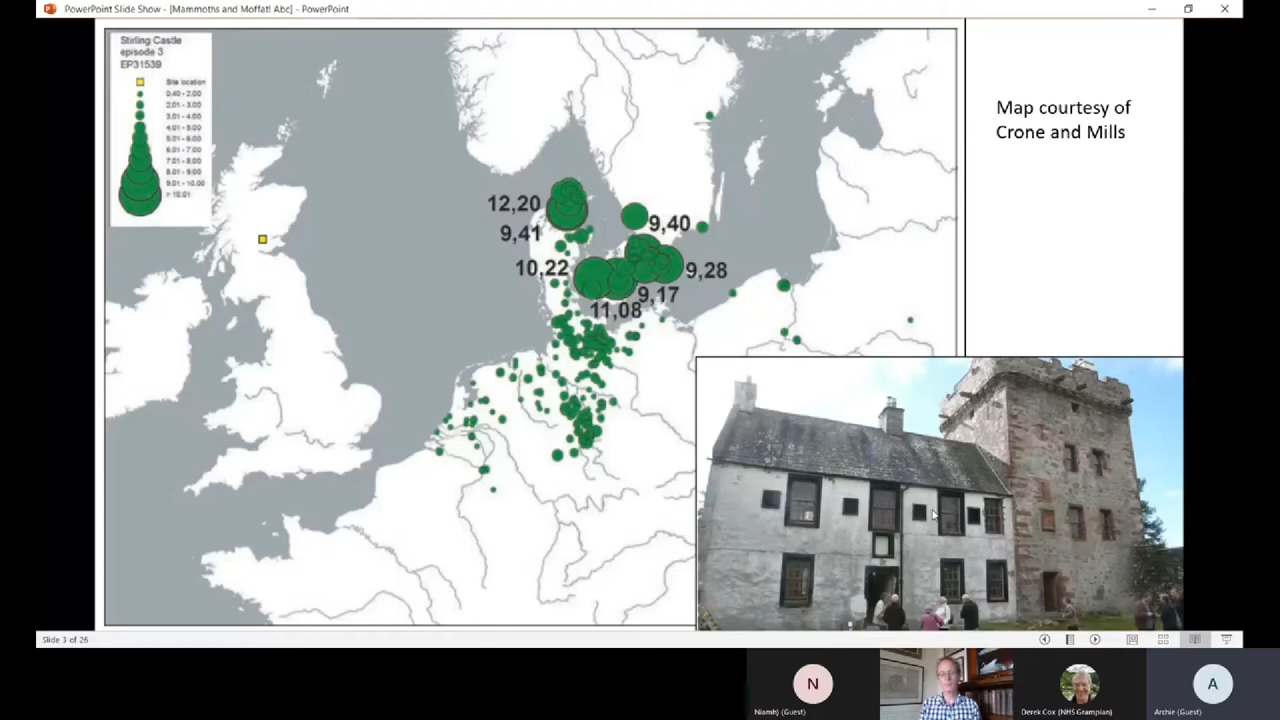 PowerPoint Slide Show - [Mammoths and Moffat! Abc] - PowerPoint
Stirling Castle
episode 3
EP31539
Site location
0,40 - 2.00
2,01 - 3.00
3.01 - 4.00
4,01 - 5,00
5,01 - 6,00
6,01 - 7,00
7,01 - 8,00
8,01 - 9,00
9,01 - 10,00
> 10,01
Map courtesy of
Crone and Mills
12,20
9,40
9,41
10,22
9,28
9,17
11,08
Slide 3 of 26
N
A
Niamhj (Guest)
Derek Cox (NHS Grampian)
Archie (Guest)